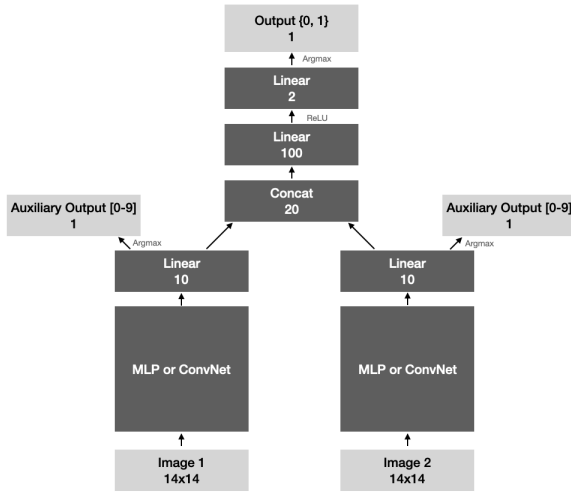 Output {0, 1}
1
Argmax
Linear
2
ReLU
Linear
100
Concat
20
Auxiliary Output [0-9]
1
Auxiliary Output [0-9]
1
Argmax
Argmax
Linear
10
Linear
10
MLP or ConvNet
MLP or ConvNet
Image 1
14x14
Image 2
14x14